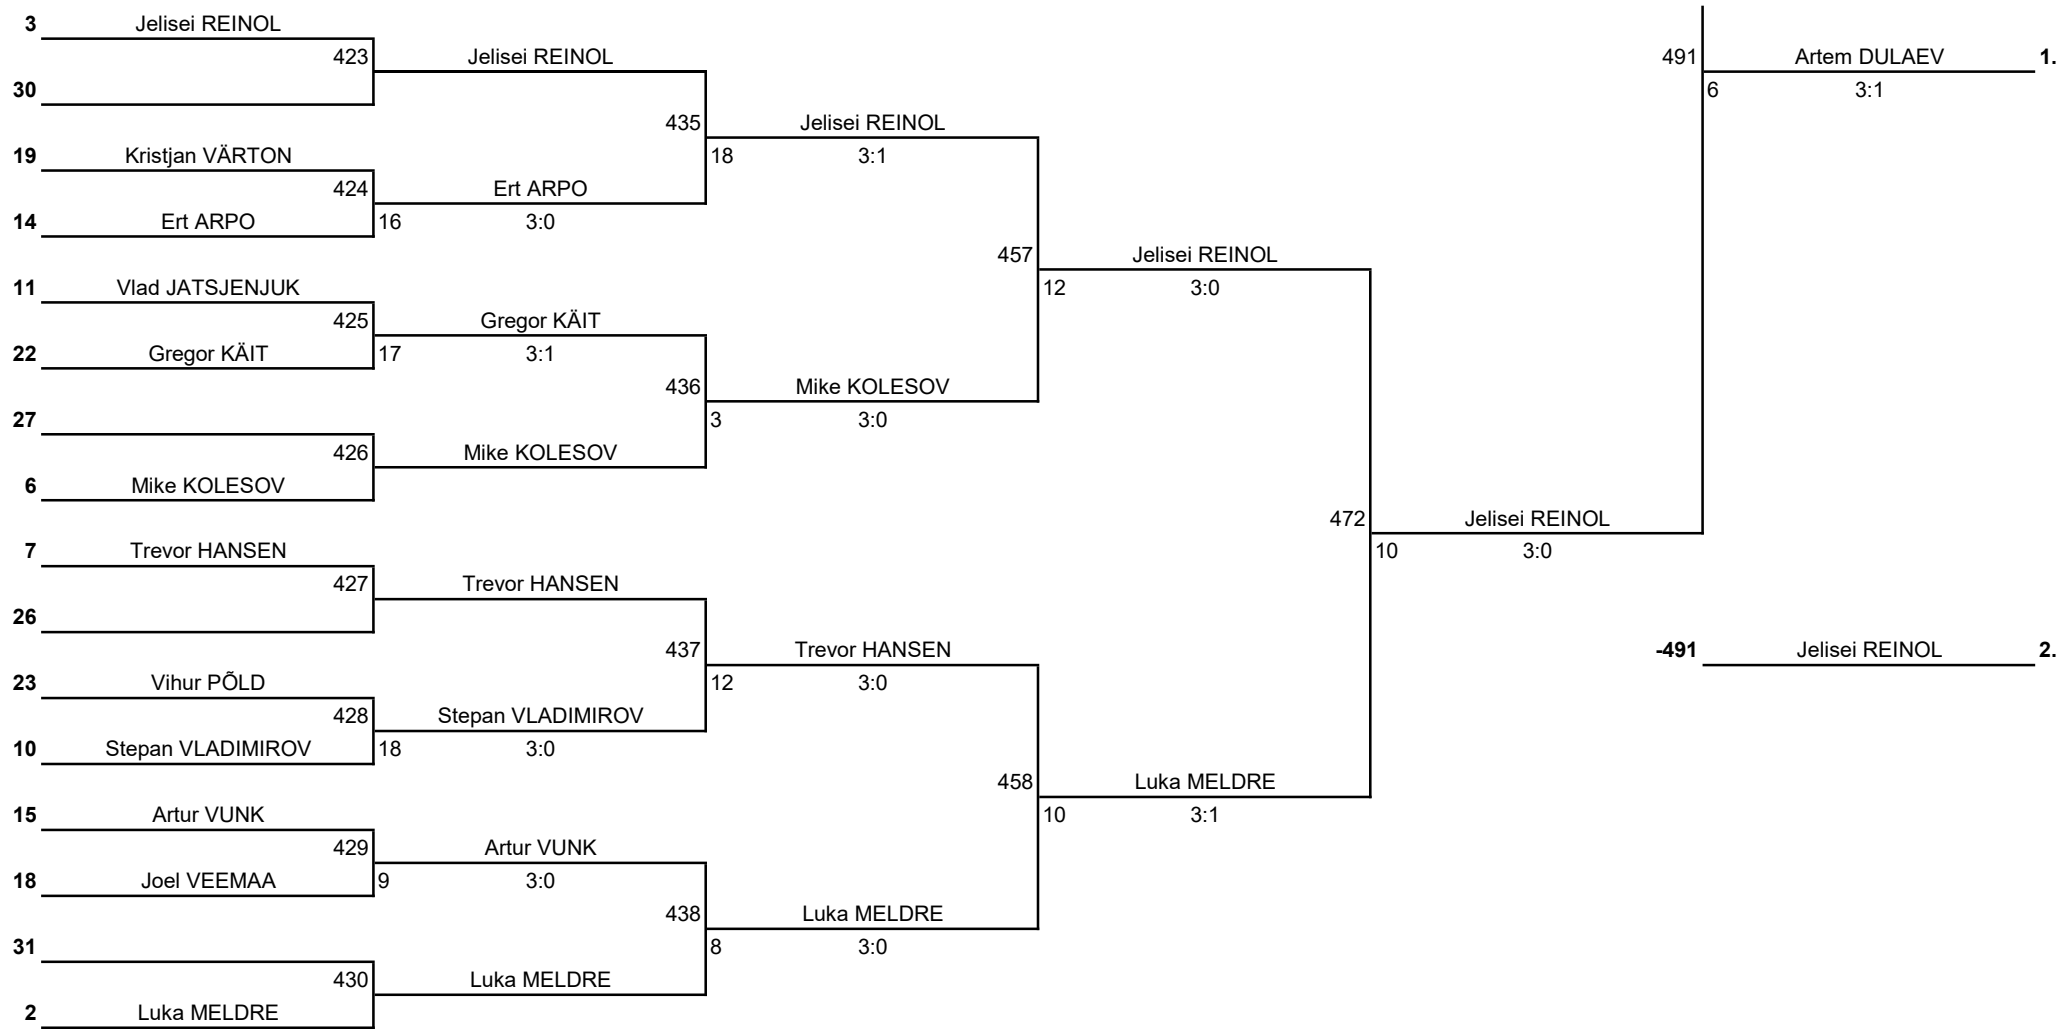 3 Jelisei REINOL
423 Jelisei REINOL 491 Artem DULAEV 1.
30 6 3:1
435 Jelisei REINOL
19 Kristjan VÄRTON 18 3:1
424 Ert ARPO
14 Ert ARPO 16 3:0
457 Jelisei REINOL
11 Vlad JATSJENJUK 12 3:0
425 Gregor KÄIT
22 Gregor KÄIT 17 3:1
436 Mike KOLESOV
27 3 3:0
426 Mike KOLESOV
6 Mike KOLESOV
472 Jelisei REINOL
7 Trevor HANSEN 10 3:0
427 Trevor HANSEN
26
437 Trevor HANSEN -491 Jelisei REINOL 2.
23 Vihur PÕLD 12 3:0
428 Stepan VLADIMIROV
10 Stepan VLADIMIROV 18 3:0
458 Luka MELDRE
15 Artur VUNK 10 3:1
429 Artur VUNK
18 Joel VEEMAA 9 3:0
438 Luka MELDRE
31 8 3:0
430 Luka MELDRE
2 Luka MELDRE